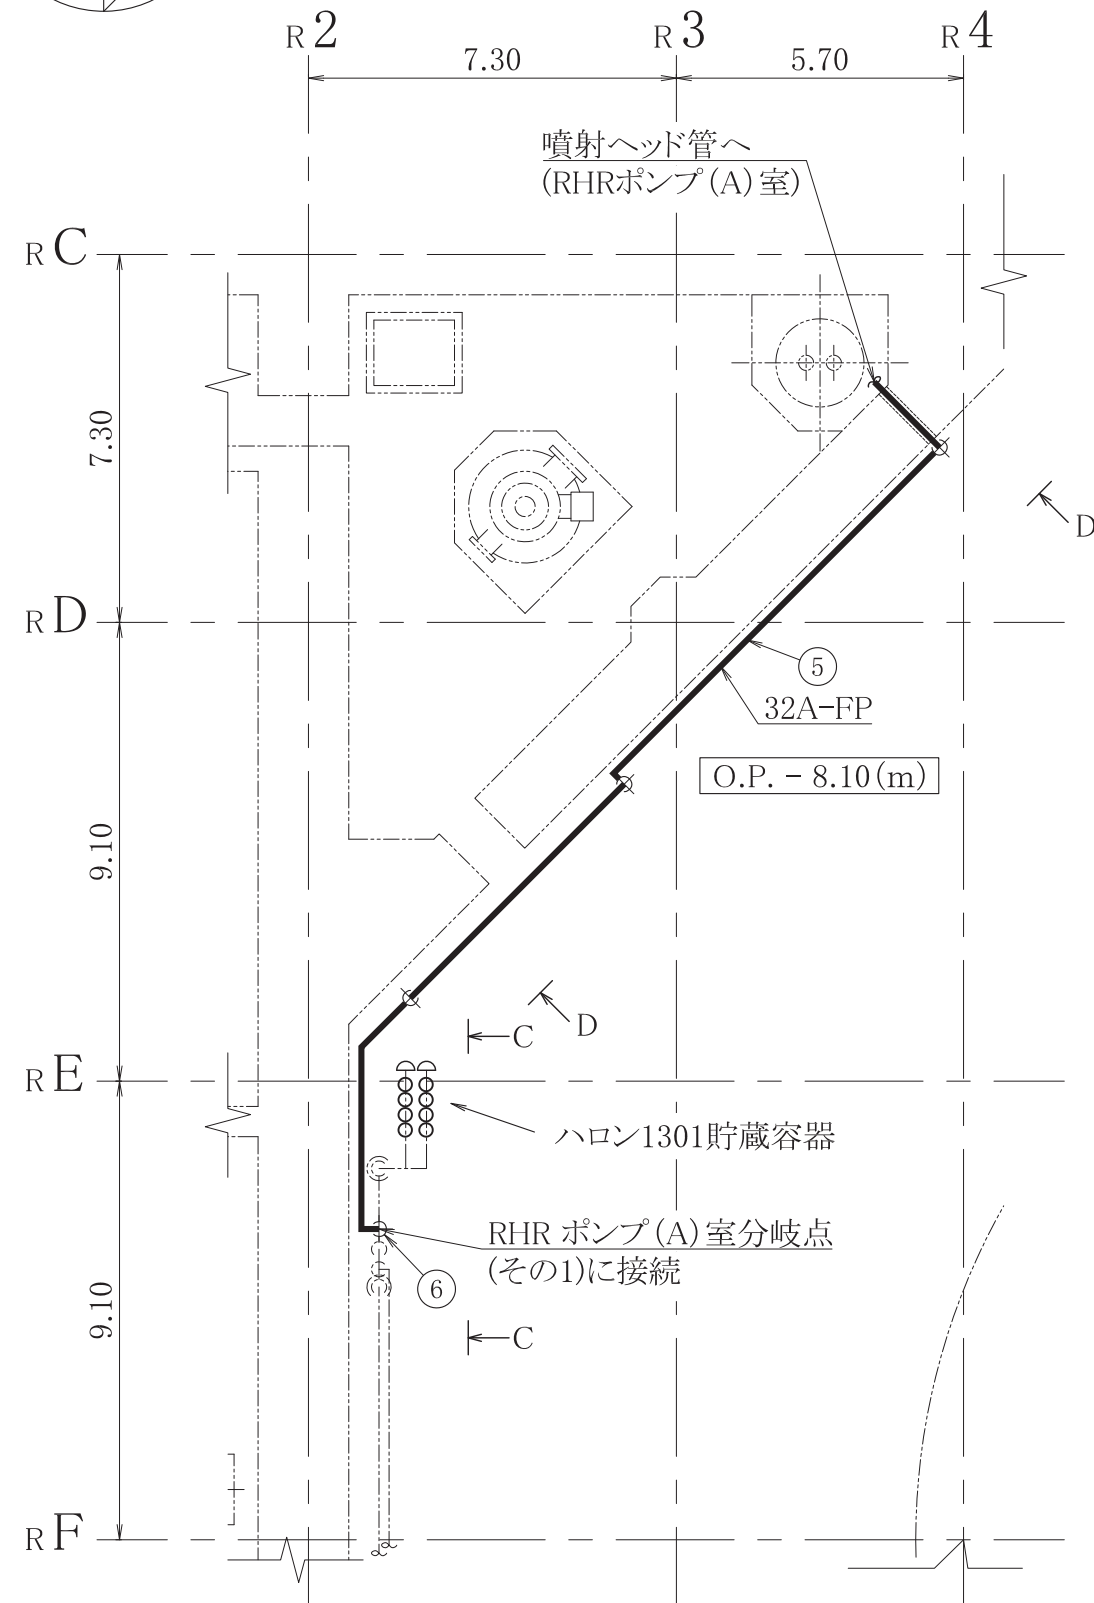 R2
R3
R4
7.30
5.70
噴射ヘッド管へ
(RHRポンプ(A)室)
RC
7.30
D
RD
5
32A-FP
O.P. - 8.10(m)
9.10
D
C
RE
ハロン1301貯蔵容器
RHR ポンプ(A)室分岐点
(その1)に接続
6
9.10
C
RF